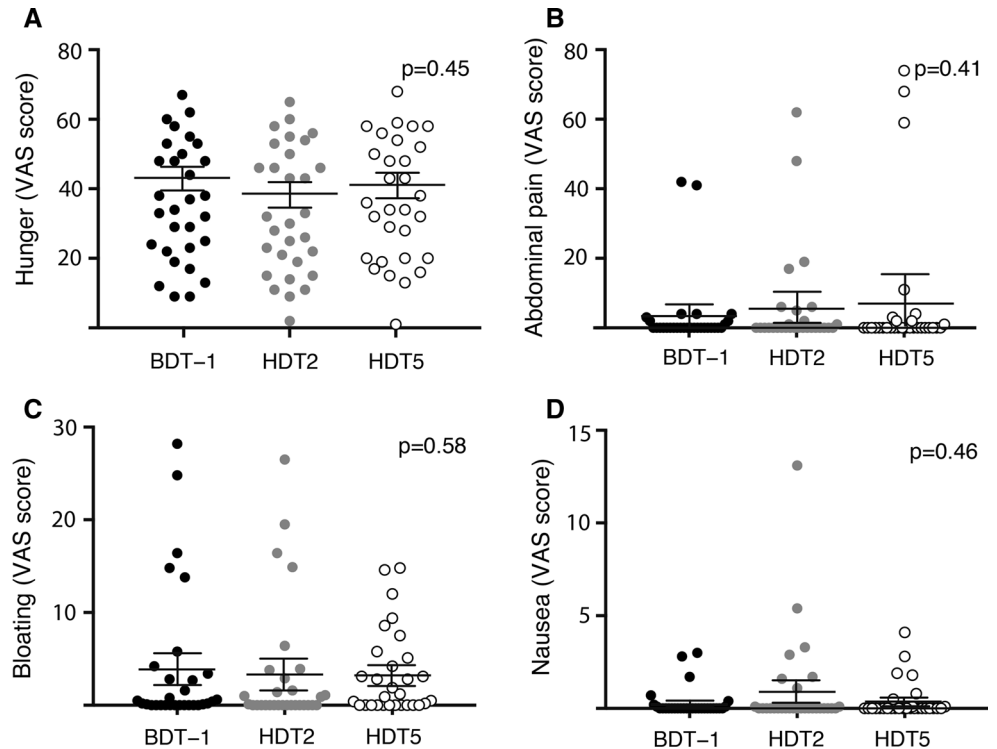 A
Hunger (VAS score)
80
60
40
20
p=0.45
BDT−1 HDT2 HDT5
B
Abdominal pain (VAS score)
80
60
40
20
0
p=0.41
BDT−1 HDT2 HDT5
C
Bloating (VAS score)
30
20
10
p=0.58
BDT−1 HDT2 HDT5
D
Nausea (VAS score)
15
10
5
p=0.46
BDT−1 HDT2 HDT5